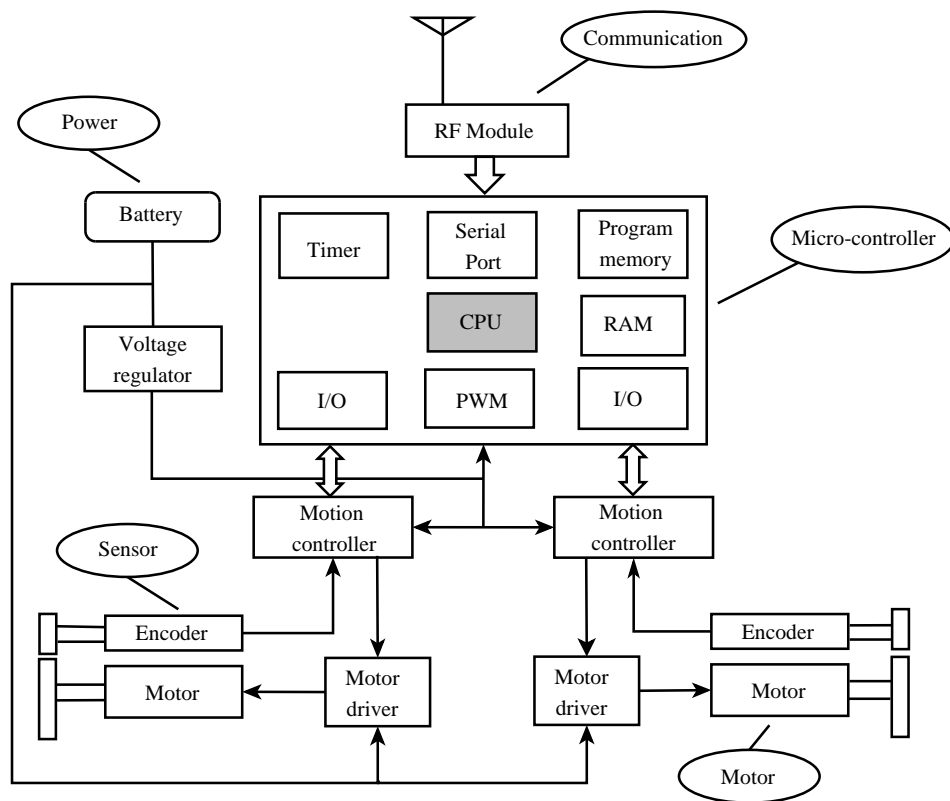 Communication
Power
RF Module
Battery
Timer
Serial
Port
Program
memory
Micro-controller
CPU
RAM
Voltage
regulator
I/O
PWM
I/O
Motion
controller
Motion
controller
Sensor
Encoder
Encoder
Motor
Motor
driver
Motor
driver
Motor
Motor